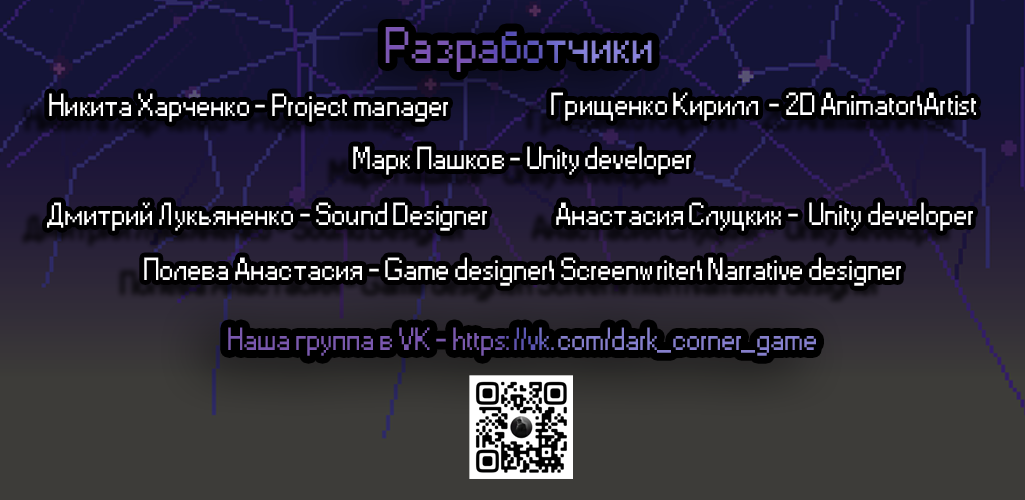 Разработчики
Никита Харченко - Project manager
Грищенко Кирилл - 2D Animator\Artist
Марк Пашков - Unity developer
Дмитрий Лукьяненко - Sound Designer
Анастасия Слуцких - Unity developer
Полева Анастасия - Game designer\ Screenwriter\ Narrative designer
Наша группа в VK - https://vk.com/dark_corner_game